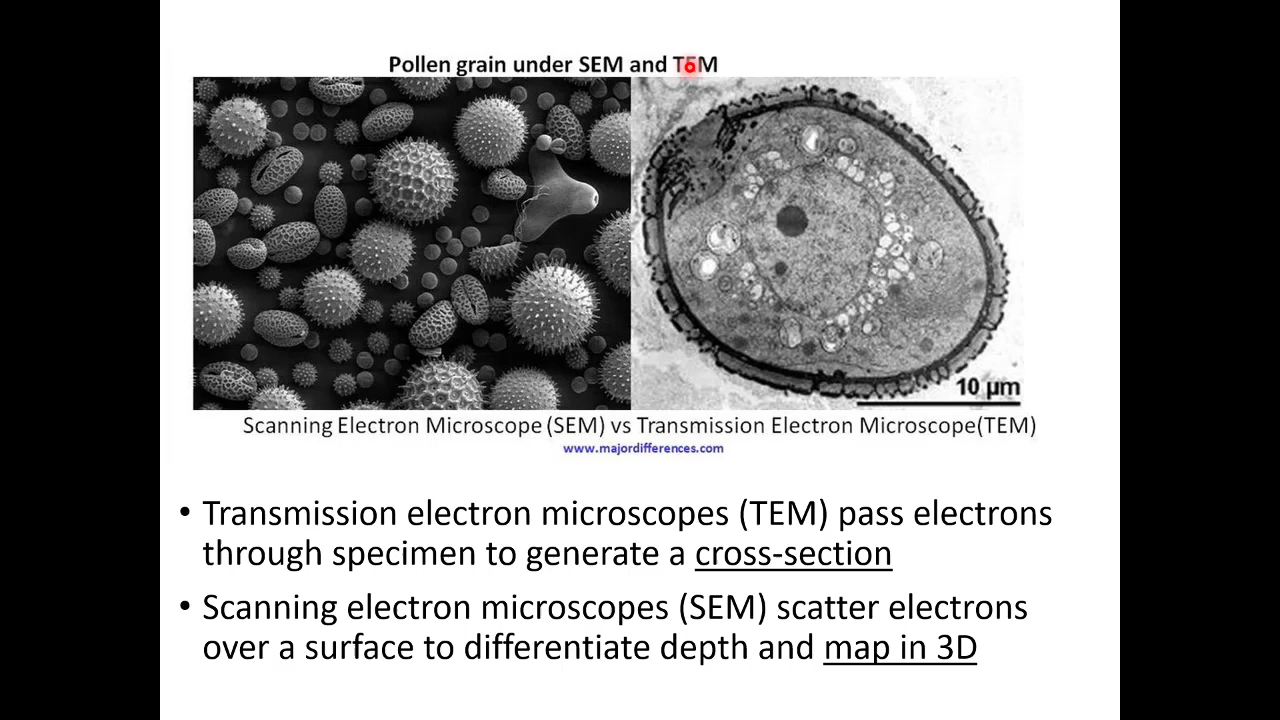 Pollen grain under SEM and TEM
10 µm
Scanning Electron Microscope (SEM) vs Transmission Electron Microscope(TEM)
www.majordifferences.com
• Transmission electron microscopes (TEM) pass electrons
through specimen to generate a cross-section
• Scanning electron microscopes (SEM) scatter electrons
over a surface to differentiate depth and map in 3D